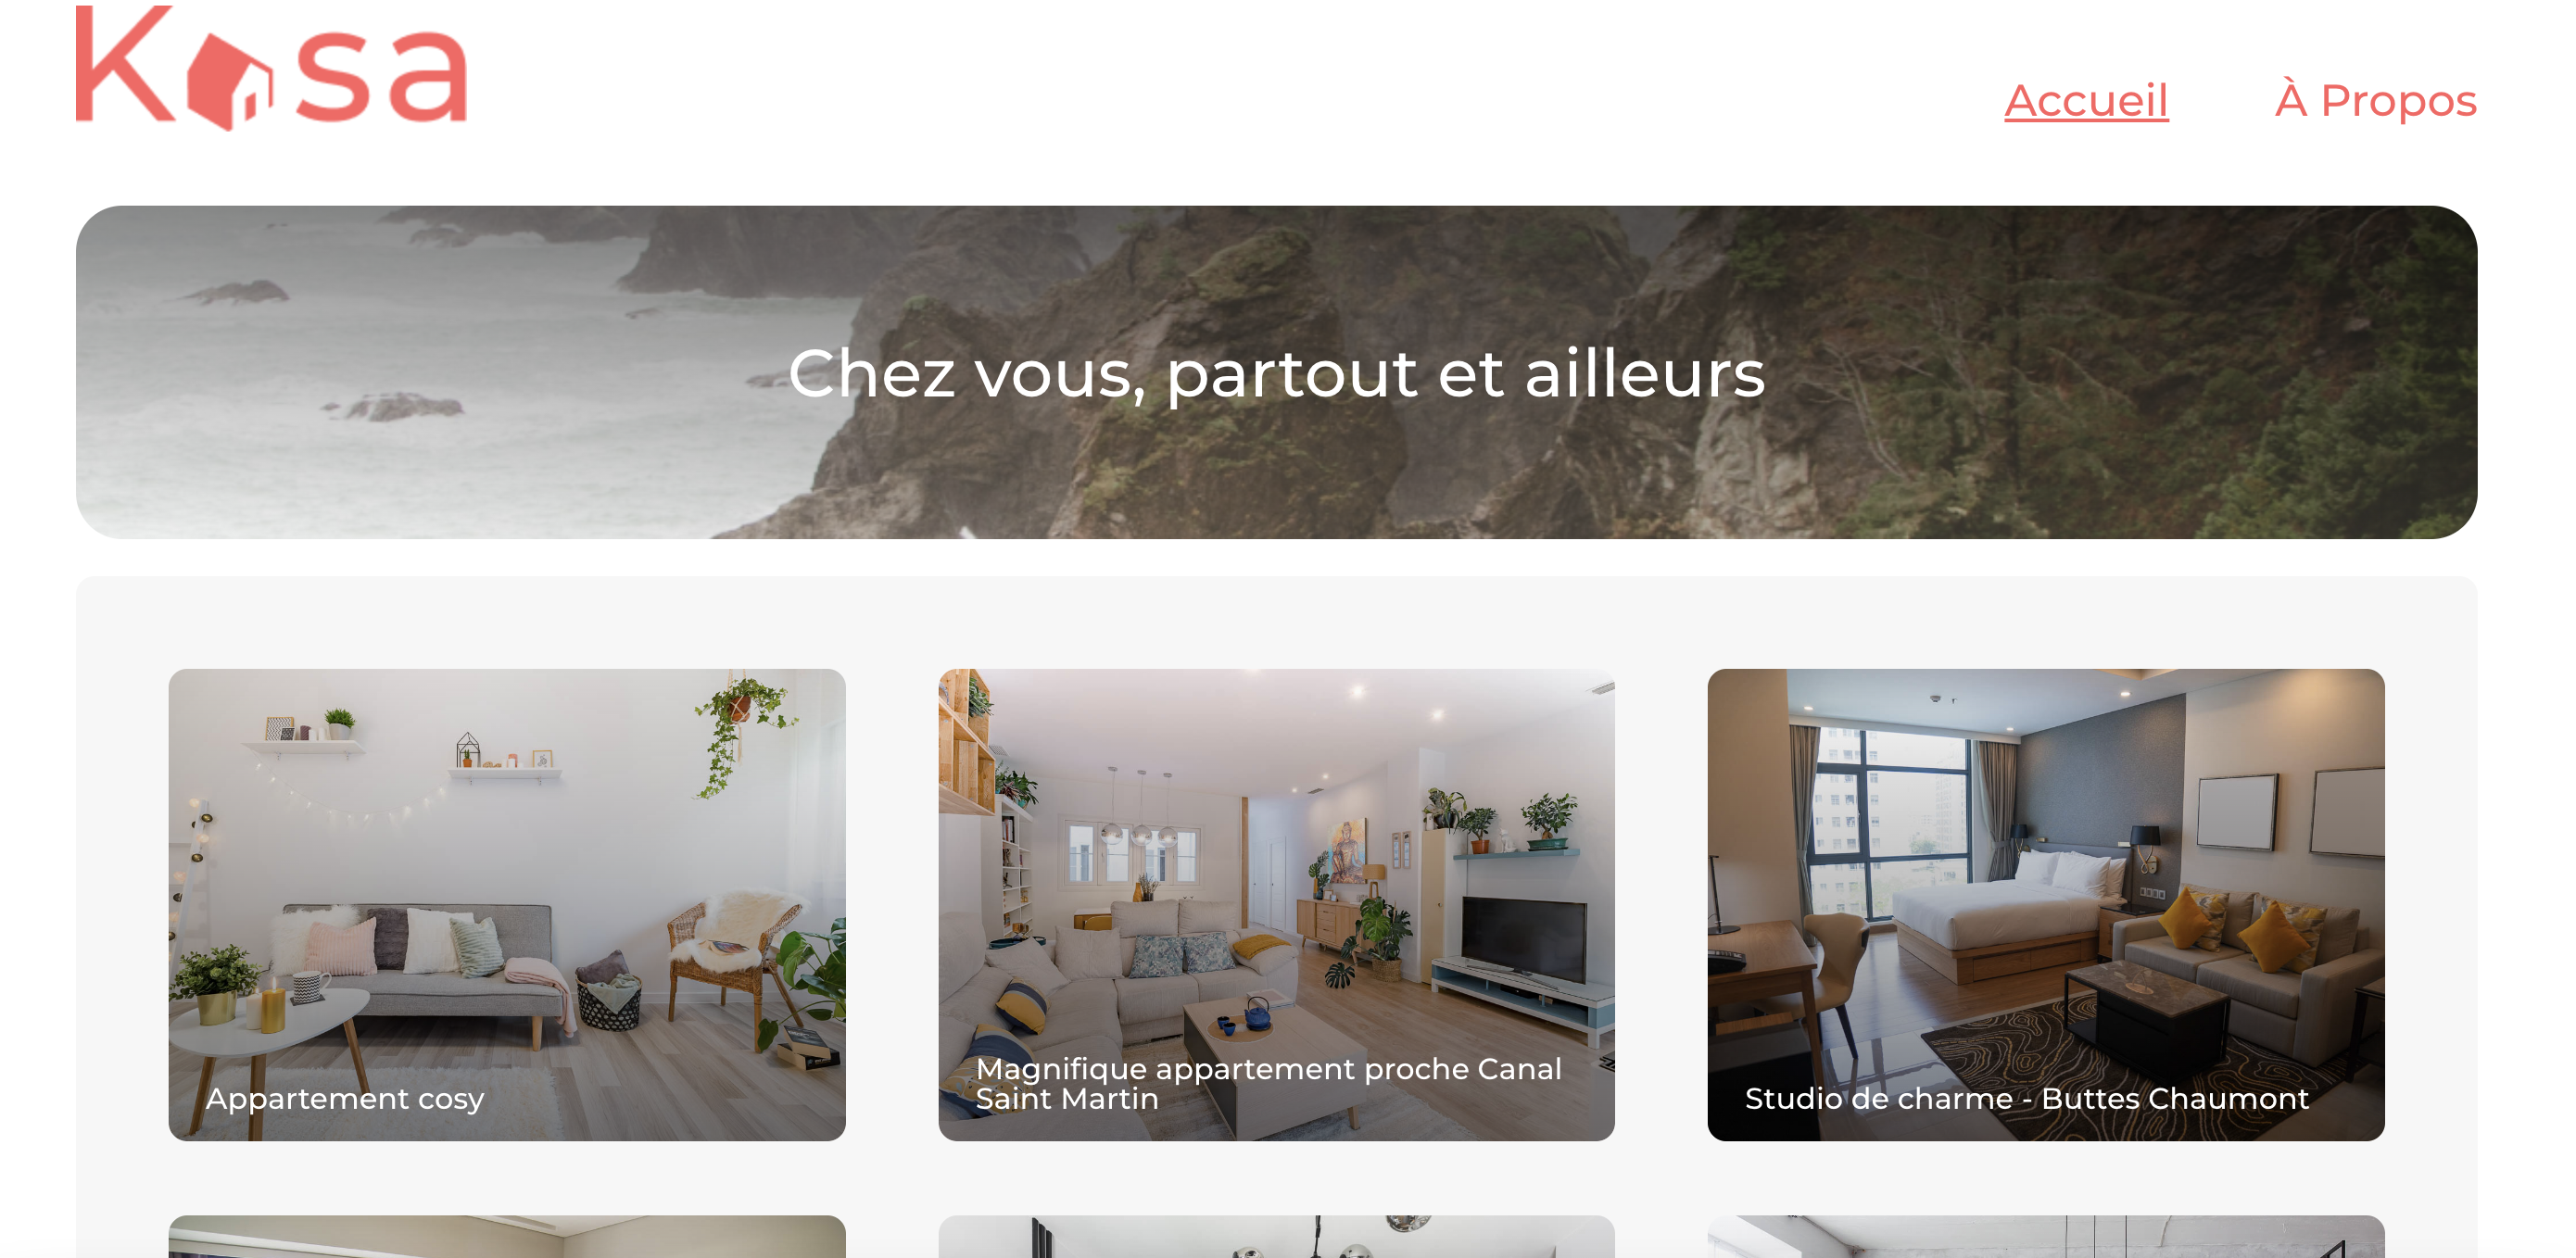 Kasa
Accueil
À Propos
Chez vous, partout et ailleurs
Appartement cosy
Magnifique appartement proche Canal
Saint Martin
Studio de charme - Buttes Chaumont